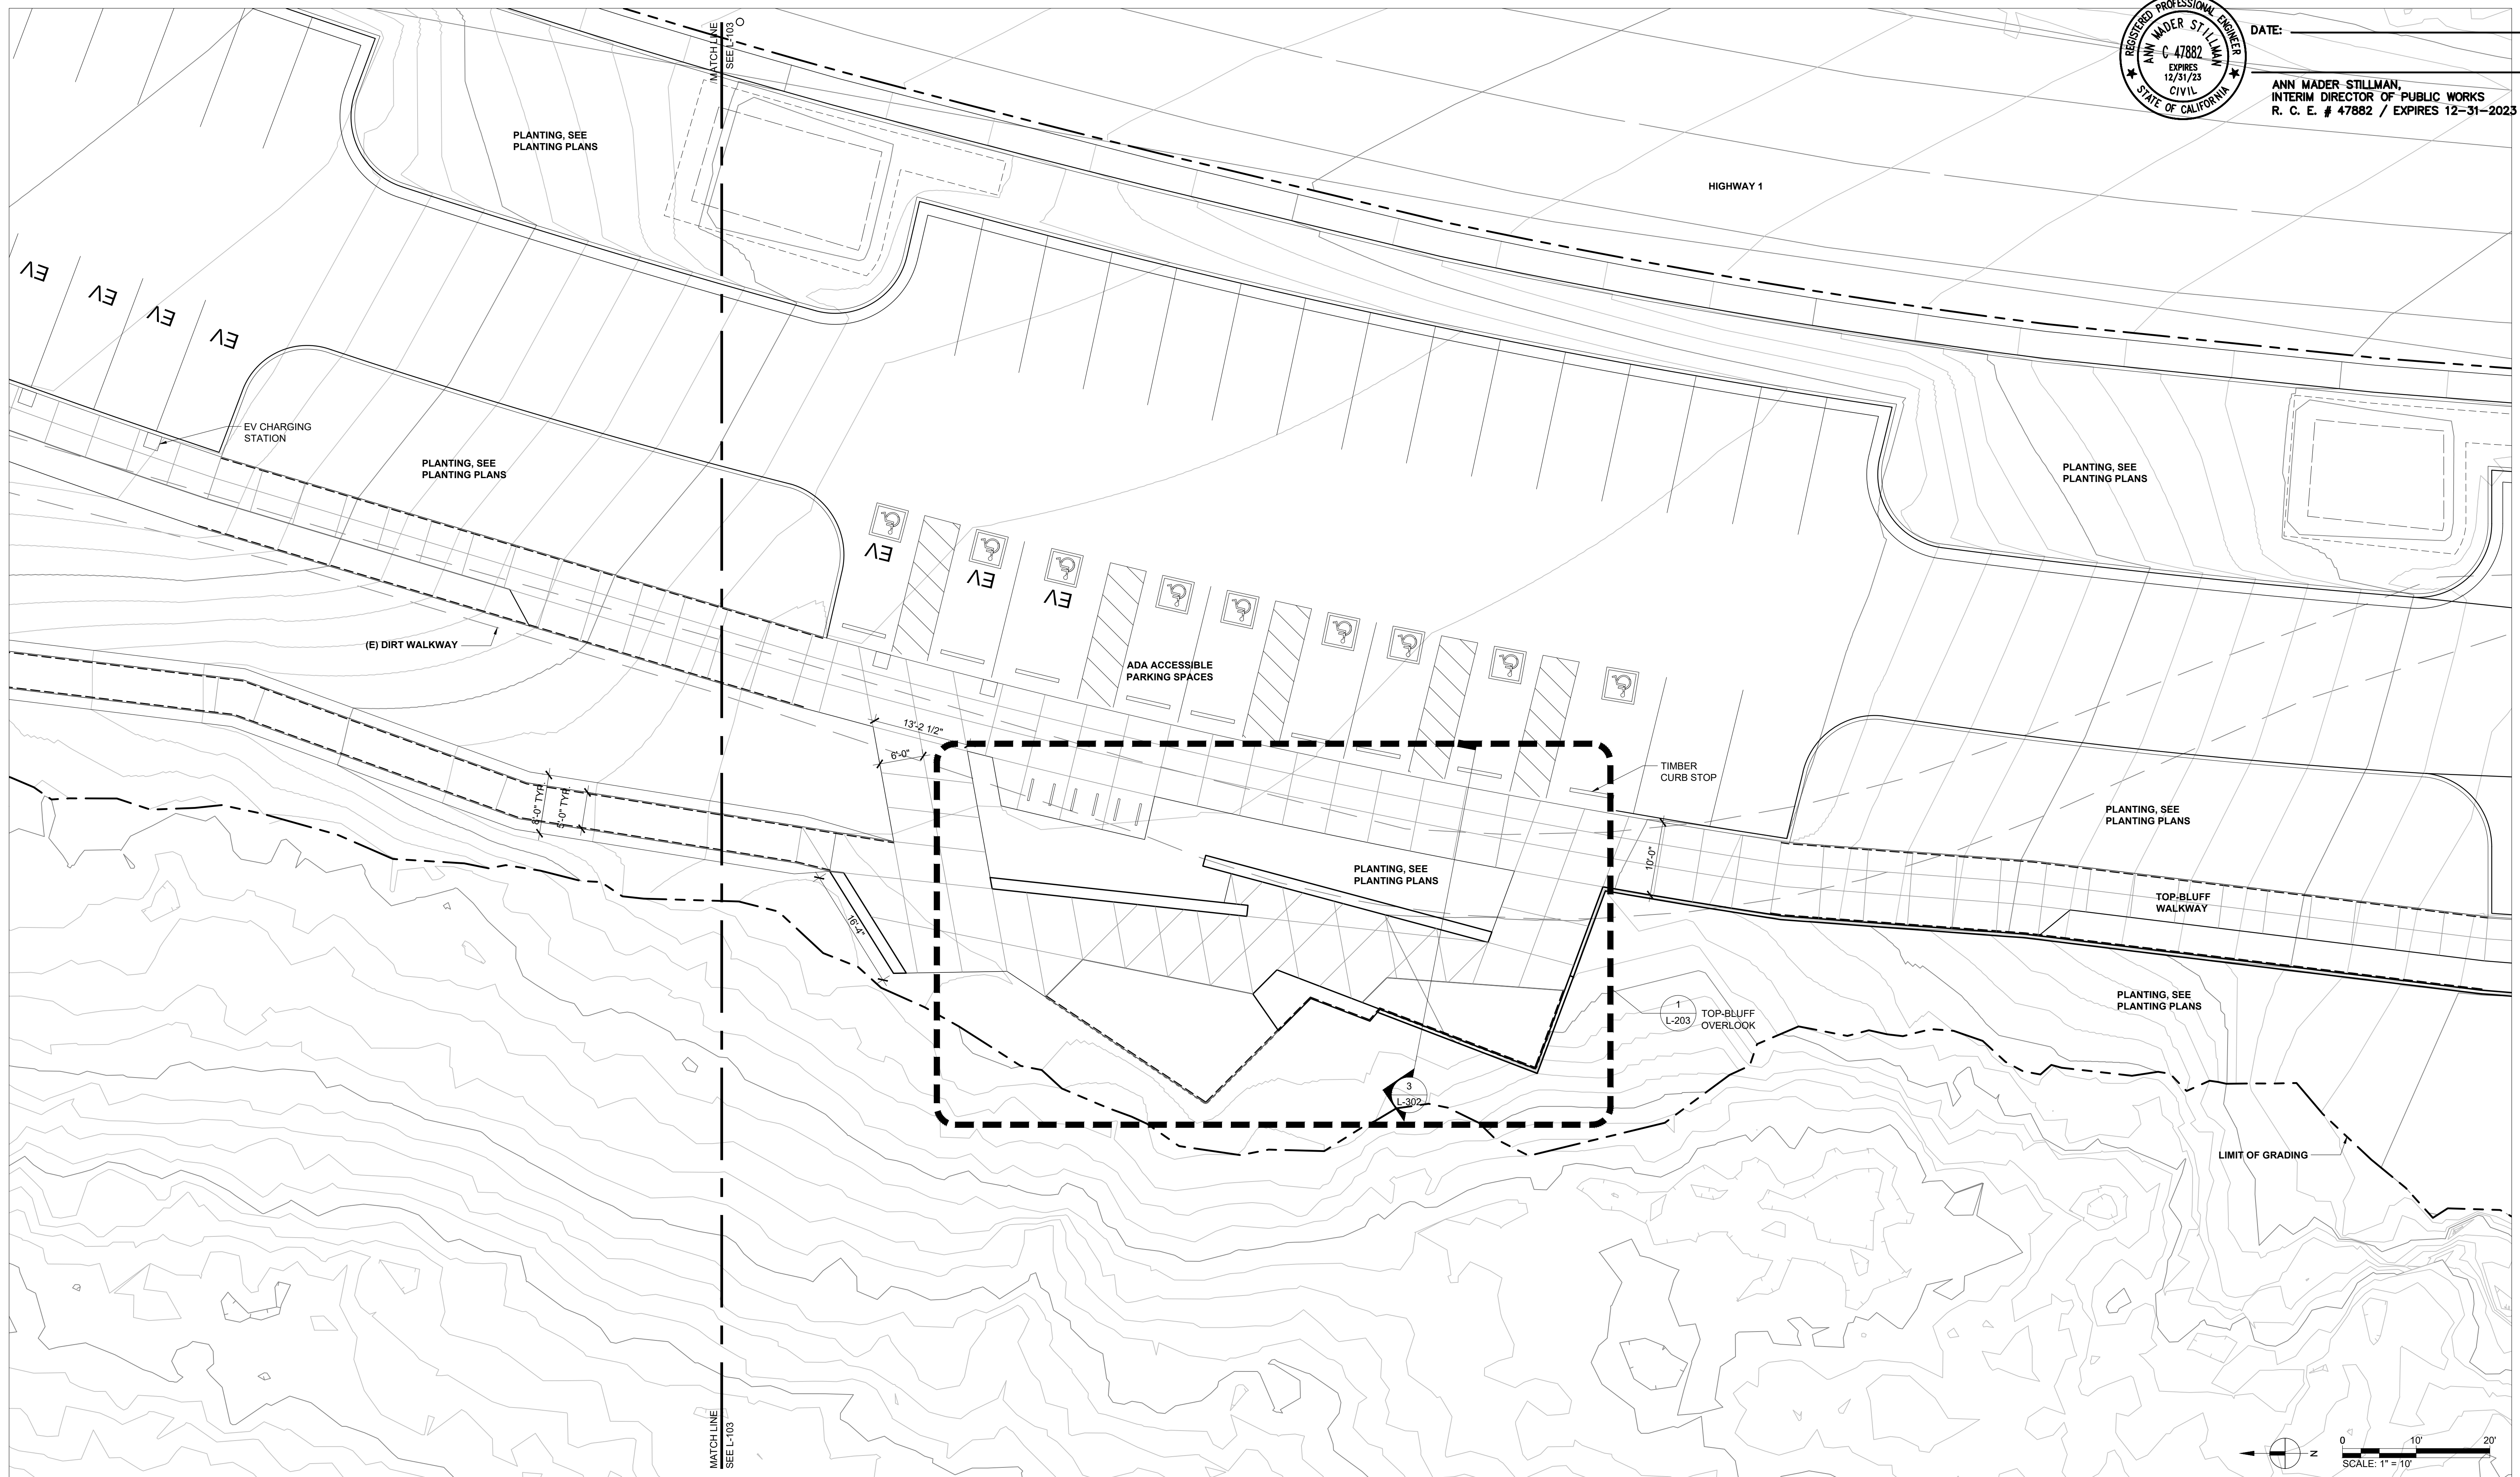 MATCH LINE
SEE L-103
REGISTERED PROFESSIONAL ENGINEER
ANN MADER STILLMAN
C 47882
EXPIRES
12/31/23
CIVIL
STATE OF CALIFORNIA
DATE:
ANN MADER STILLMAN,
INTERIM DIRECTOR OF PUBLIC WORKS
R. C. E. # 47882 / EXPIRES 12-31-2023
PLANTING, SEE
PLANTING PLANS
HIGHWAY 1
EV
EV
EV
EV
EV CHARGING
STATION
PLANTING, SEE
PLANTING PLANS
PLANTING, SEE
PLANTING PLANS
EV
EV
EV
(E) DIRT WALKWAY
ADA ACCESSIBLE
PARKING SPACES
13'-2 1/2"
6'-0"
TIMBER
CURB STOP
8'-0" TYP.
5'-0" TYP.
PLANTING, SEE
PLANTING PLANS
10'-0"
PLANTING, SEE
PLANTING PLANS
16'-4"
TOP-BLUFF
WALKWAY
PLANTING, SEE
PLANTING PLANS
1
L-203
TOP-BLUFF
OVERLOOK
3
L-302
LIMIT OF GRADING
MATCH LINE
SEE L-103
N
0 10' 20'
SCALE: 1" = 10'